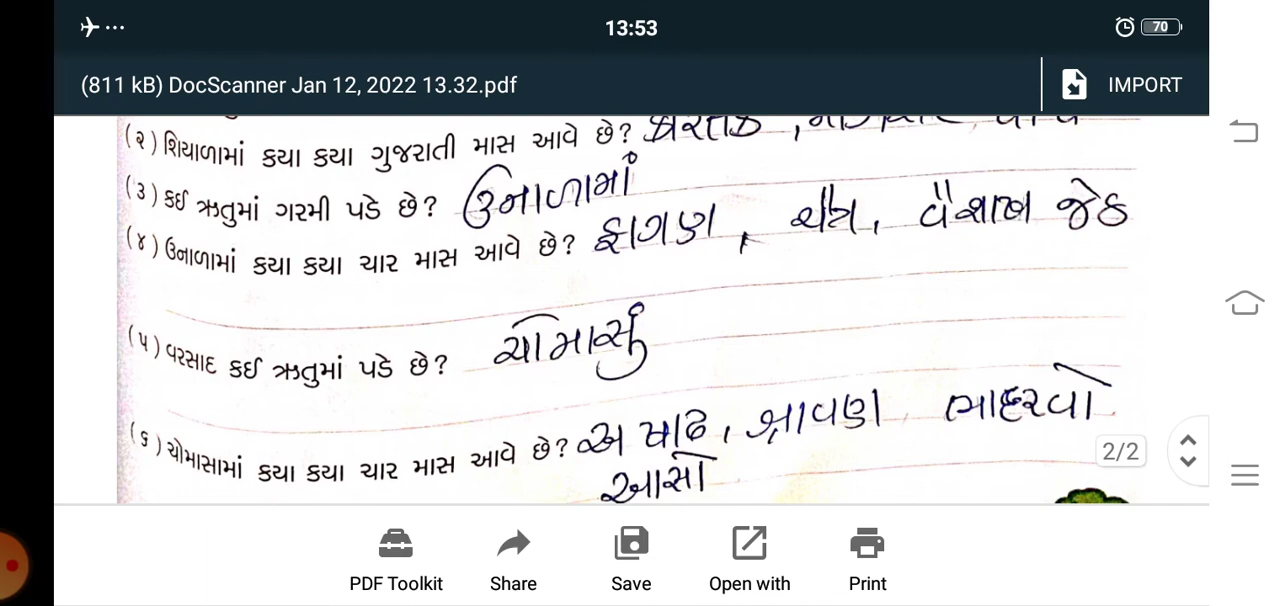 13:53
70
(811 kB) DocScanner Jan 12, 2022 13.32.pdf
IMPORT
(૨) શિયાળામાં કયા કયા ગુજરાતી માસ આવે છે?
(૩) કઈ ઋતુમાં ગરમી પડે છે? ઉનાળામાં
(૪) ઉનાળામાં કયા કયા ચાર માસ આવે છે? ફાગણ, ચૈત્ર, વૈશાખ જેઠ
(૫) વરસાદ કઈ ઋતુમાં પડે છે? ચોમાસું
(૬) ચોમાસામાં કયા કયા ચાર માસ આવે છે? અષાઢ, શ્રાવણ ભાદરવો
આસો
2/2
PDF Toolkit
Share
Save
Open with
Print